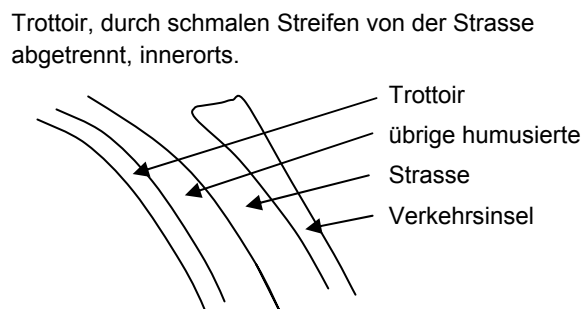 Trottoir, durch schmalen Streifen von der Strasse
abgetrennt, innerorts.
Trottoir
übrige humusierte
Strasse
Verkehrsinsel